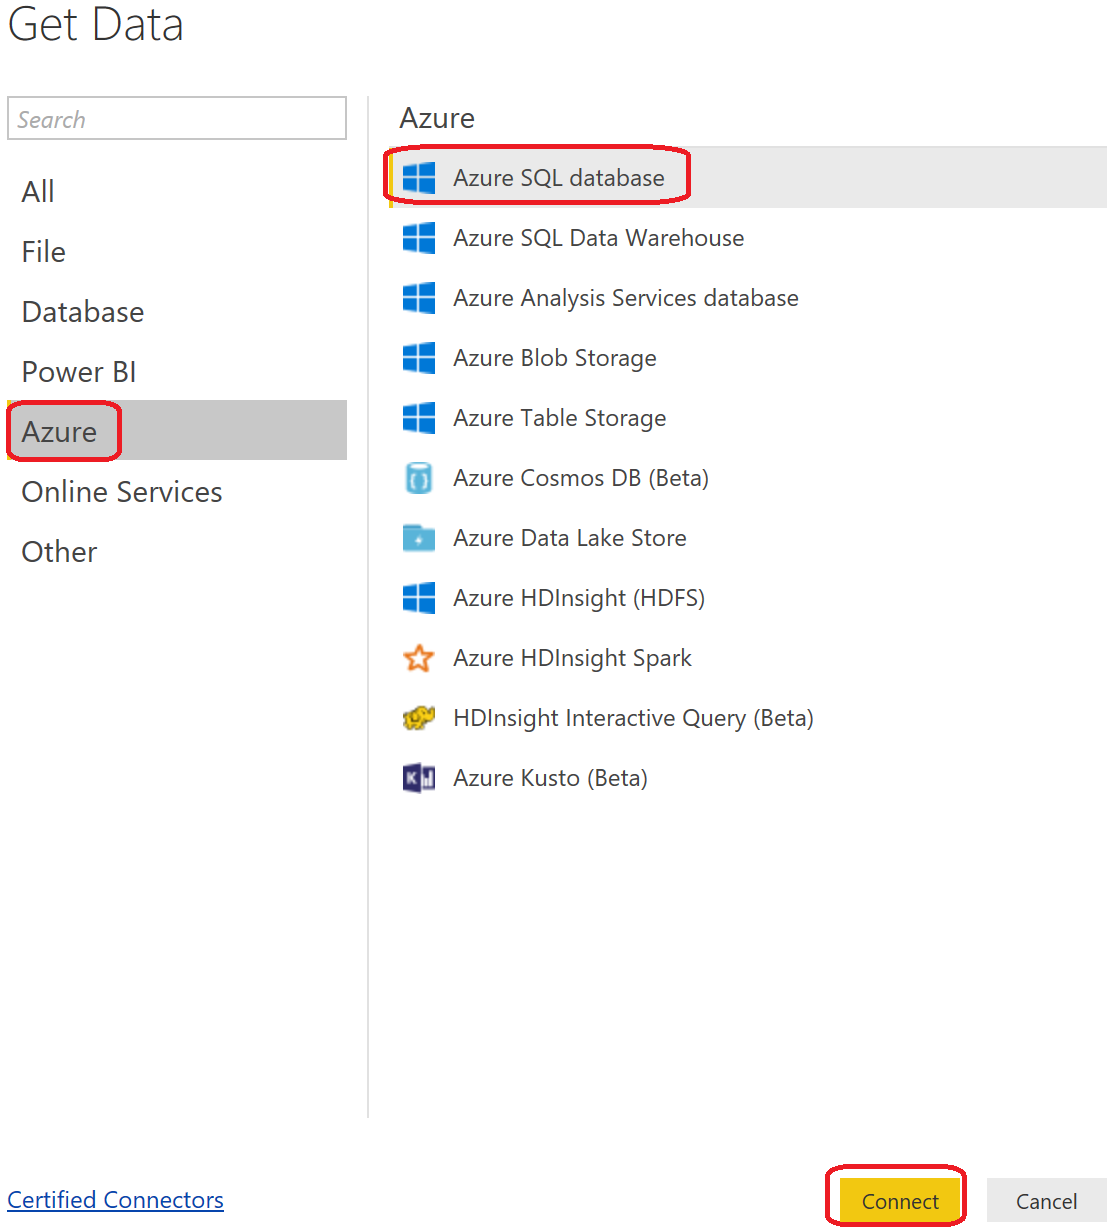 Get Data
Search
All
File
Database
Power BI
Azure
Online Services
Other
Azure
Azure SQL database
Azure SQL Data Warehouse
Azure Analysis Services database
Azure Blob Storage
Azure Table Storage
Azure Cosmos DB (Beta)
Azure Data Lake Store
Azure HDInsight (HDFS)
Azure HDInsight Spark
HDInsight Interactive Query (Beta)
K
Azure Kusto (Beta)
Certified Connectors
Connect
Cancel